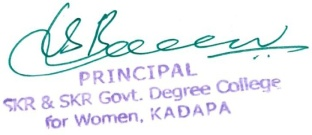 PRINCIPAL
SKR & SKR Govt. Degree College
for Women, KADAPA